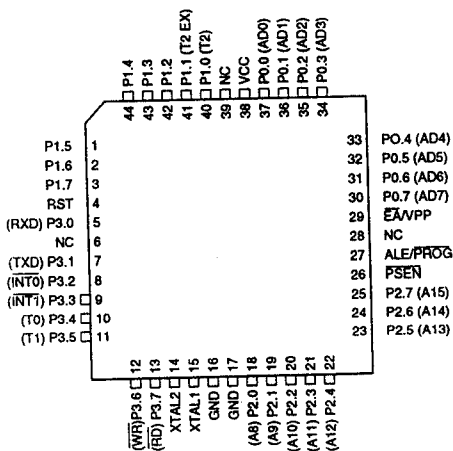 P1.4
P1.3
P1.2
P1.1 (T2 EX)
P1.0 (T2)
NC
VCC
P0.0 (AD0)
P0.1 (AD1)
P0.2 (AD2)
P0.3 (AD3)
44
43
42
41
40
39
38
37
36
35
34
P1.5 1
P1.6 2
P1.7 3
RST 4
(RXD) P3.0 5
NC 6
(TXD) P3.1 7
(INT0) P3.2 8
(INT1) P3.3 9
(T0) P3.4 10
(T1) P3.5 11
33 PO.4 (AD4)
32 P0.5 (AD5)
31 P0.6 (AD6)
30 P0.7 (AD7)
29 EA/VPP
28 NC
27 ALE/PROG
26 PSEN
25 P2.7 (A15)
24 P2.6 (A14)
23 P2.5 (A13)
12
13
14
15
16
17
18
19
20
21
22
(WR) P3.6
(RD) P3.7
XTAL2
XTAL1
GND
GND
(A8) P2.0
(A9) P2.1
(A10) P2.2
(A11) P2.3
(A12) P2.4